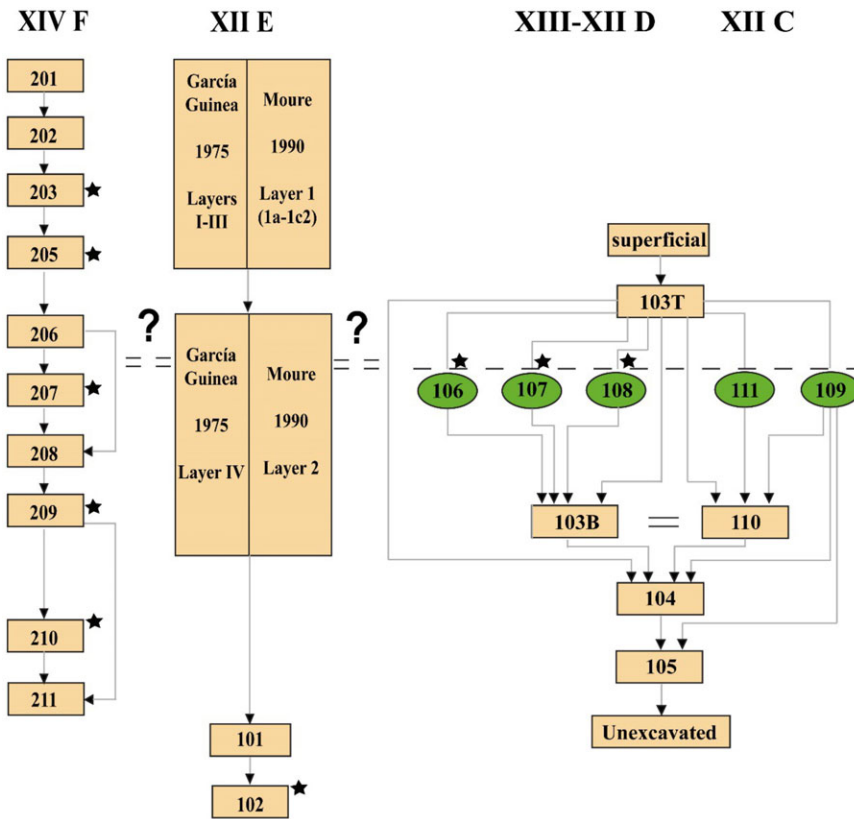 XIV F
XII E
XIII-XII D
XII C
201
202
203
205
206
207
208
209
210
211
García
Guinea
1975
Layers
I-III
Moure
1990
Layer 1
(1a-1c2)
?
García
Guinea
1975
Layer IV
Moure
1990
Layer 2
?
101
102
superficial
103T
106
107
108
111
109
103B
110
104
105
Unexcavated